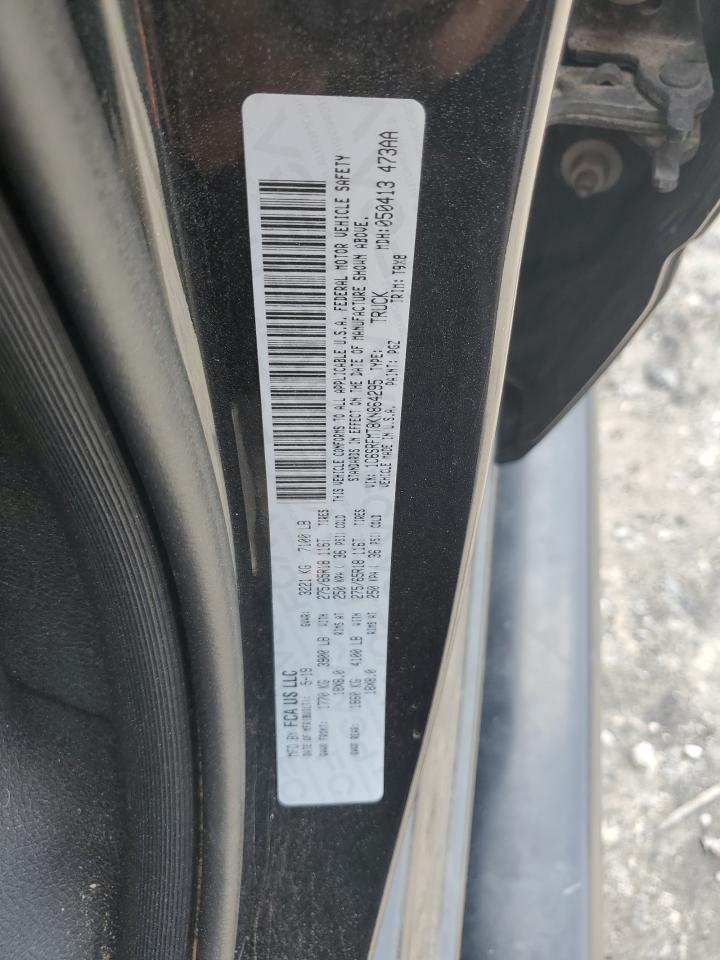 MFD BY FCA US LLC
DATE OF MFR(BUILT): 5-19
GVWR: 3221 KG 7100 LB
GAWR FRONT: 1770 KG 3900 LB WITH 275/65R18 116T TIRES
18X8.0 RIMS AT 250 KPA ( 36 PSI) COLD
GAWR REAR: 1860 KG 4100 LB WITH 275/65R18 116T TIRES
18X8.0 RIMS AT 250 KPA ( 36 PSI) COLD
THIS VEHICLE CONFORMS TO ALL APPLICABLE U.S.A. FEDERAL MOTOR VEHICLE SAFETY
STANDARDS IN EFFECT ON THE DATE OF MANUFACTURE SHOWN ABOVE.
VIN: 1C6SRFMT8KN864295 TYPE: TRUCK MDH:050413 473AA
VEHICLE MADE IN U.S.A. PAINT: PGZ TRIM: T9X8